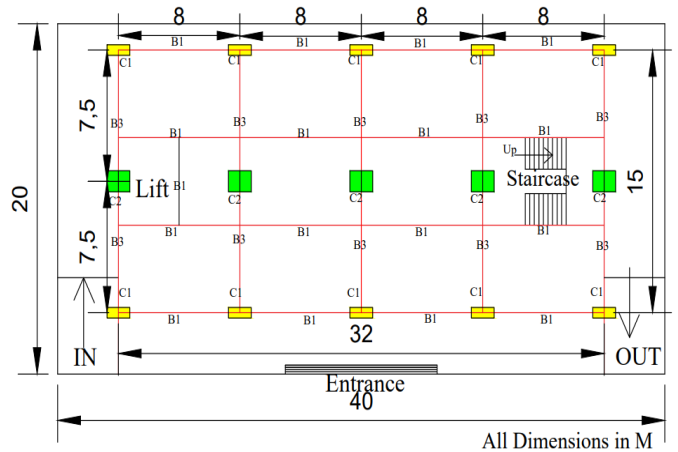 8 8 8 8
B1 B1 B1 B1
C1 C1 C1 C1 C1
7,5
B3 B3 B3 B3 B3
B1 B1 B1 B1
Up
20
Lift
B1
Staircase
15
C2 C2 C2 C2 C2
7,5
B1 B1 B1 B1
B3 B3 B3 B3 B3
C1 C1 C1 C1 C1
B1 B1 B1 B1
32
IN
OUT
Entrance
40
All Dimensions in M